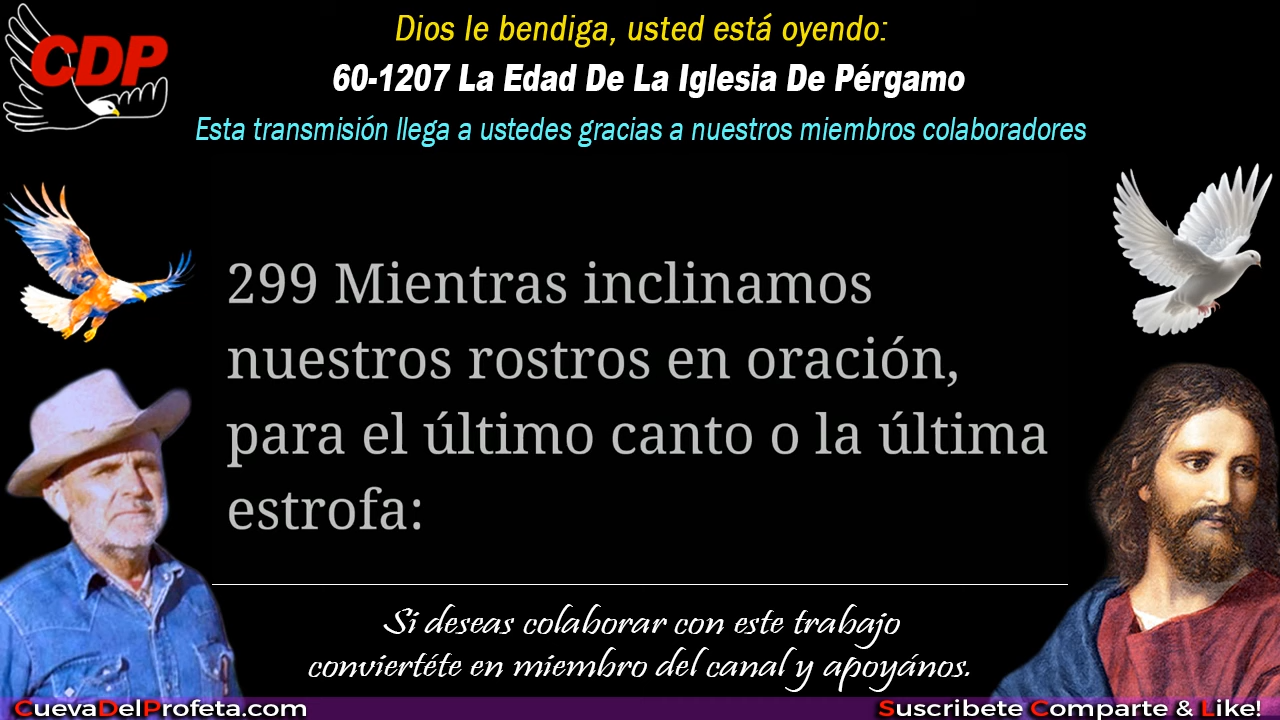 CDP
Dios le bendiga, usted está oyendo:
60-1207 La Edad De La Iglesia De Pérgamo
Esta transmisión llega a ustedes gracias a nuestros miembros colaboradores
299 Mientras inclinamos
nuestros rostros en oración,
para el último canto o la última
estrofa:
Si deseas colaborar con este trabajo
conviertéte en miembro del canal y apoyános.
CuevaDelProfeta.com
Suscribete Comparte & Like!